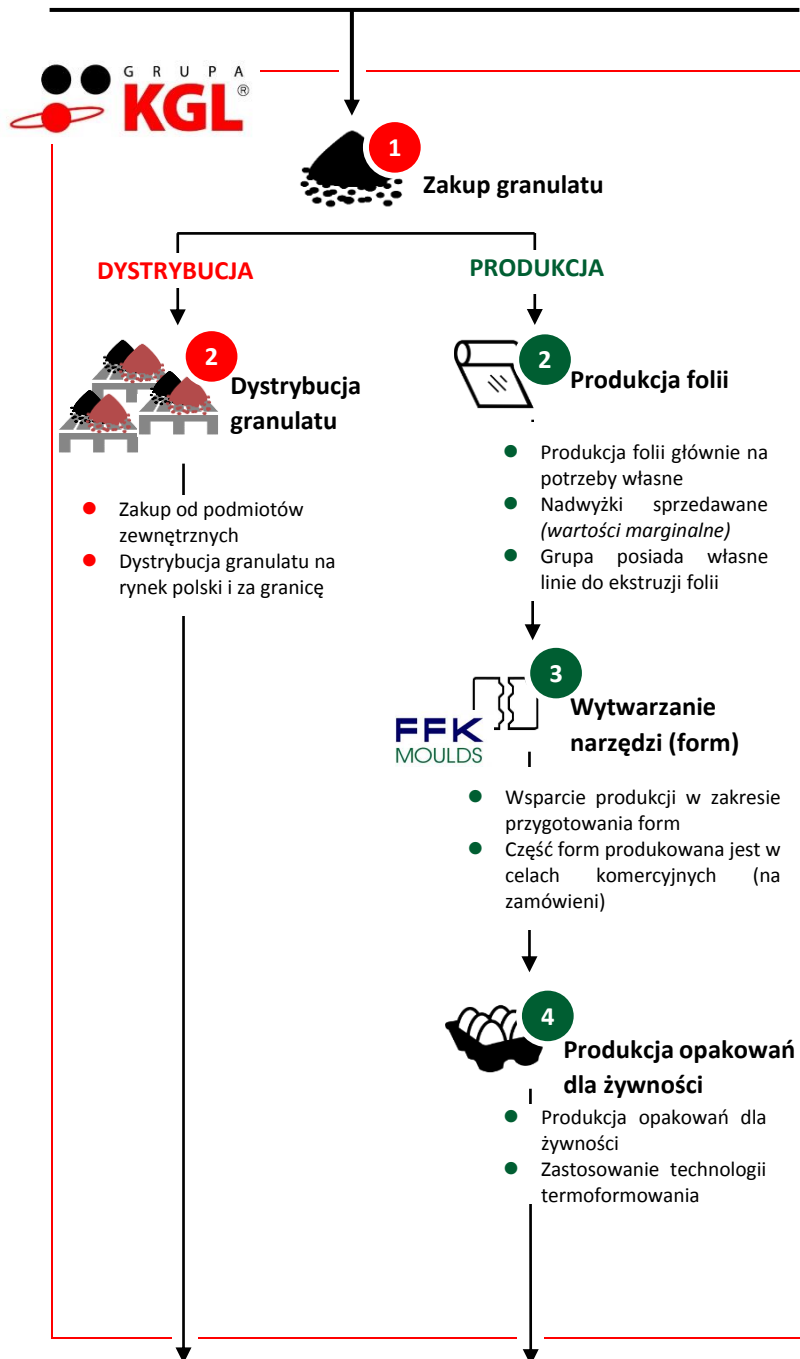 GRUPA
KGL®
1
Zakup granulatu
DYSTRYBUCJA
PRODUKCJA
2
Dystrybucja
granulatu
Zakup od podmiotów
zewnętrznych
Dystrybucja granulatu na
rynek polski i za granicę
2
Produkcja folii
Produkcja folii głównie na
potrzeby własne
Nadwyżki sprzedawane
(wartości marginalne)
Grupa posiada własne
linie do ekstruzji folii
3
FFK
MOULDS
Wytwarzanie
narzędzi (form)
Wsparcie produkcji w zakresie
przygotowania form
Część form produkowana jest w
celach komercyjnych (na
zamówieni)
4
Produkcja opakowań
dla żywności
Produkcja opakowań dla
żywności
Zastosowanie technologii
termoformowania